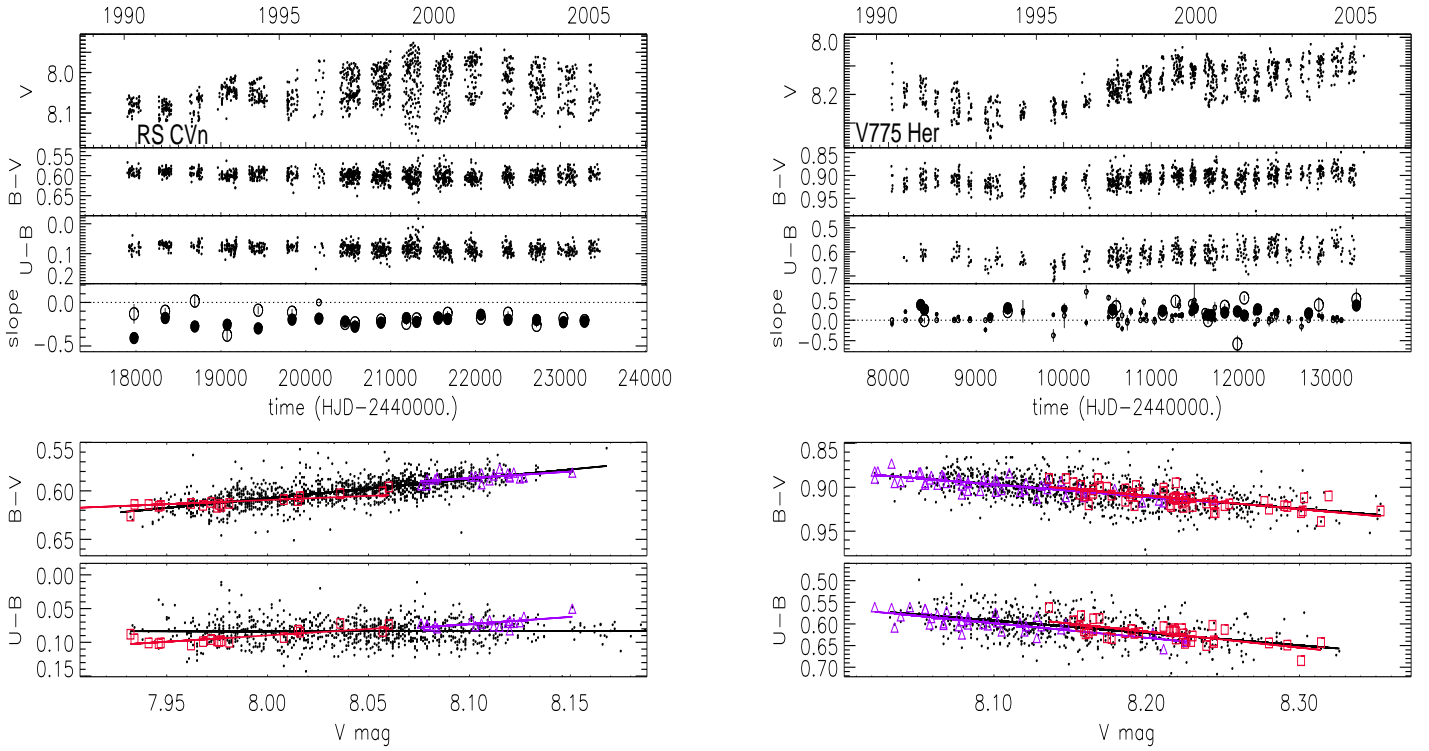 1990 1995 2000 2005
V
8.0
8.1
RS CVn
B-V
0.55
0.60
0.65
U-B
0.0
0.1
0.2
slope
0.0
-0.5
18000 19000 20000 21000 22000 23000 24000
time (HJD-2440000.)
1990 1995 2000 2005
V
8.0
8.2
V775 Her
B-V
0.85
0.90
0.95
U-B
0.5
0.6
0.7
slope
0.5
0.0
-0.5
8000 9000 10000 11000 12000 13000
time (HJD-2440000.)
B-V
0.55
0.60
0.65
U-B
0.00
0.05
0.10
0.15
7.95 8.00 8.05 8.10 8.15
V mag
B-V
0.85
0.90
0.95
U-B
0.50
0.55
0.60
0.65
0.70
8.10 8.20 8.30
V mag